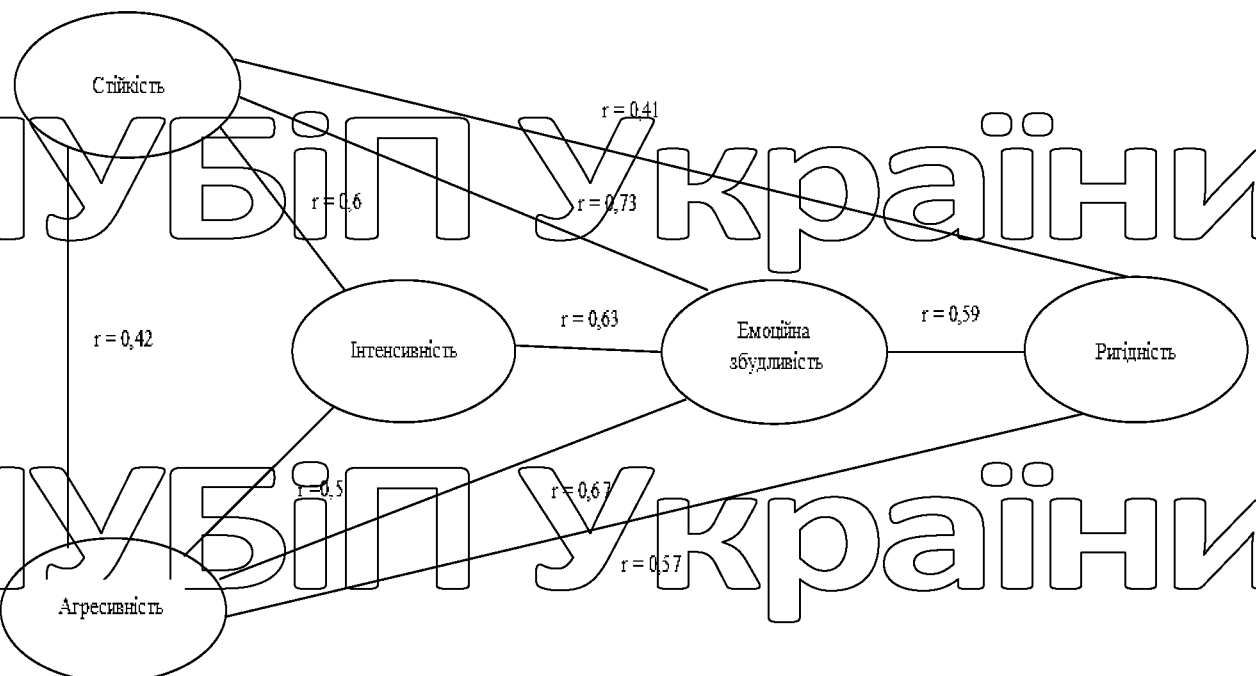 Стійкість
r = 0,41
НУБіП України
r = 0,6
r = 0,73
r = 0,42
r = 0,63
r = 0,59
Інтенсивність
Емоційна
збудливість
Ригідність
НУБіП України
r =0,5
r = 0,67
r = 0,57
Агресивність